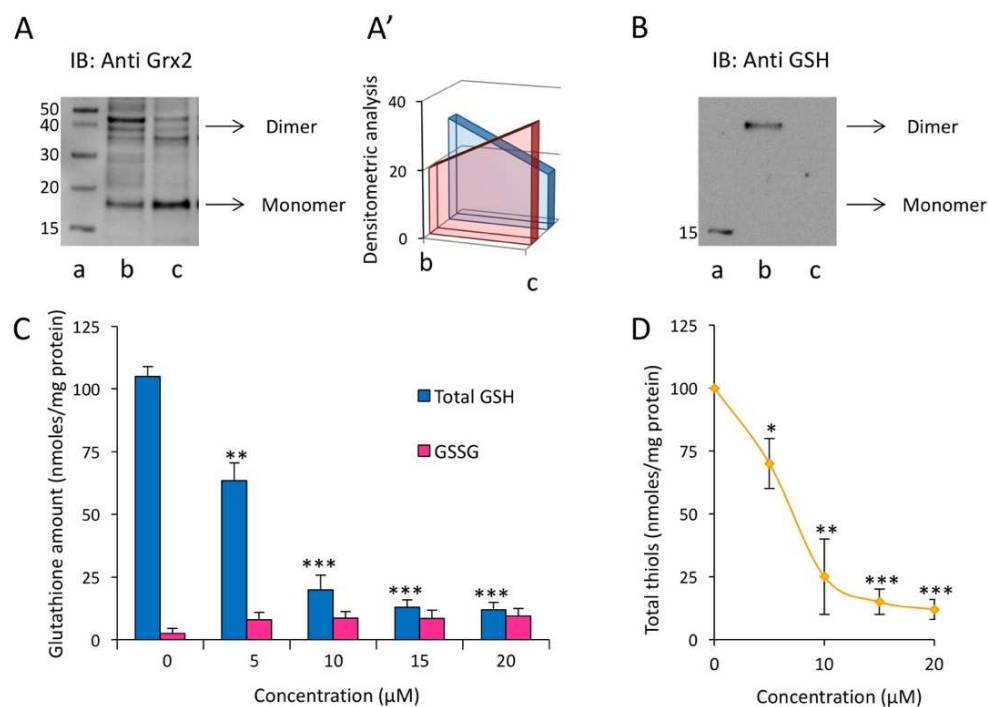 A
IB: Anti Grx2
50
40
30
20
15
Dimer
Monomer
a b c
A'
Densitometric analysis
40
20
0
b
c
B
IB: Anti GSH
15
Dimer
Monomer
a b c
C
Glutathione amount (nmoles/mg protein)
125
100
75
50
25
0
**
***
***
***
Total GSH
GSSG
0 5 10 15 20
Concentration (μM)
D
Total thiols (nmoles/mg protein)
125
100
75
50
25
0
*
**
***
***
0 10 20
Concentration (μM)